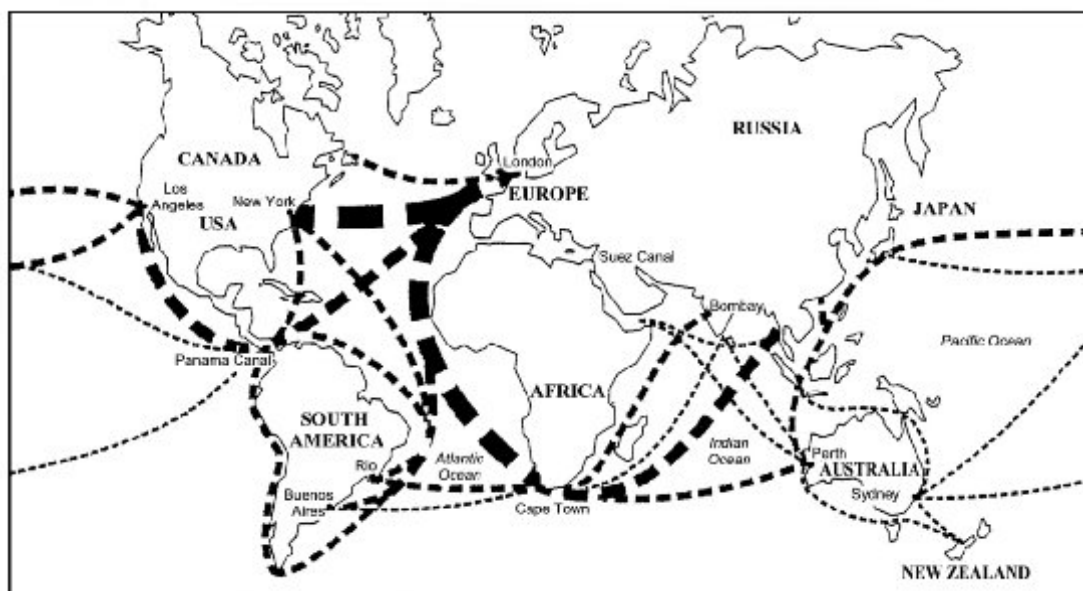 London
CANADA
EUROPE
RUSSIA
Los
Angeles
New York
USA
JAPAN
Suez Canal
Bombay
Pacific Ocean
Panama Canal
AFRICA
SOUTH
AMERICA
Rio
Atlantic
Ocean
Indian
Ocean
Perth
AUSTRALIA
Buenos
Aires
Cape Town
Sydney
NEW ZEALAND